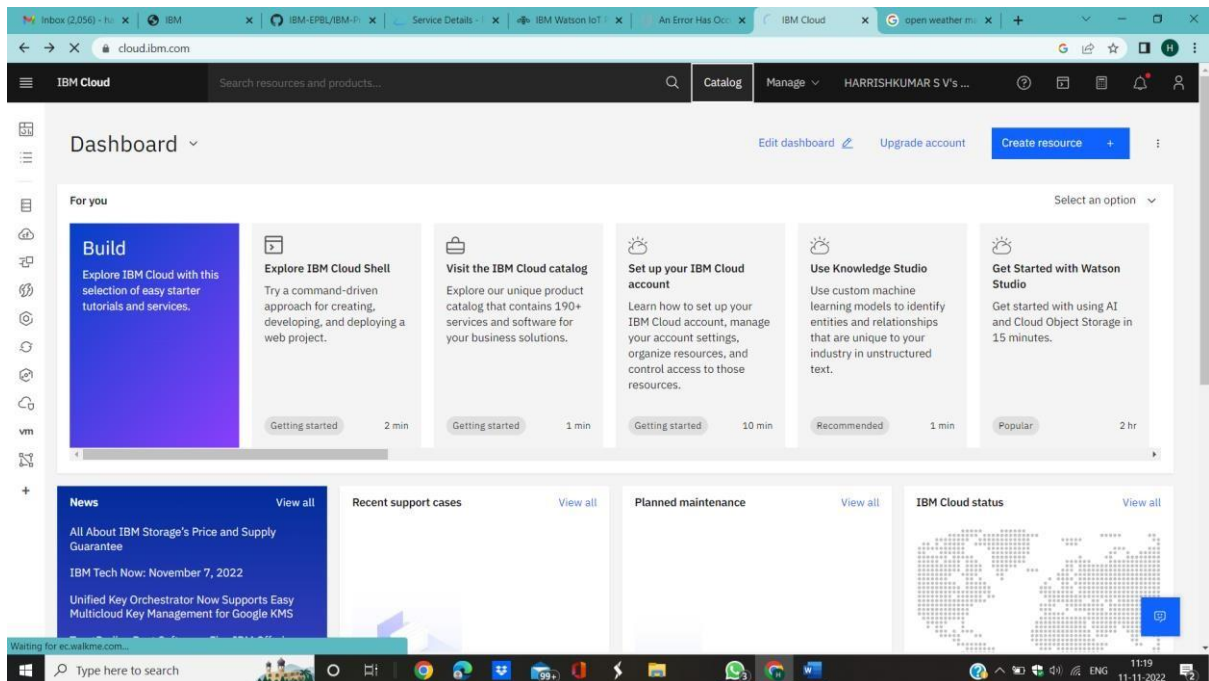 Inbox (2,056) - ha
IBM
IBM-EPBL/IBM-Pr
Service Details -
IBM Watson IoT P
An Error Has Occ
IBM Cloud
open weather ma
cloud.ibm.com
H
IBM Cloud
Search resources and products...
Catalog
Manage
HARRISHKUMAR S V's ...
Dashboard
Edit dashboard
Upgrade account
Create resource +
For you
Select an option
Build
Explore IBM Cloud with this
selection of easy starter
tutorials and services.
Explore IBM Cloud Shell
Try a command-driven
approach for creating,
developing, and deploying a
web project.
Getting started
2 min
Visit the IBM Cloud catalog
Explore our unique product
catalog that contains 190+
services and software for
your business solutions.
Getting started
1 min
Set up your IBM Cloud
account
Learn how to set up your
IBM Cloud account, manage
your account settings,
organize resources, and
control access to those
resources.
Getting started
10 min
Use Knowledge Studio
Use custom machine
learning models to identify
entities and relationships
that are unique to your
industry in unstructured
text.
Recommended
1 min
Get Started with Watson
Studio
Get started with using AI
and Cloud Object Storage in
15 minutes.
Popular
2 hr
vm
News
View all
All About IBM Storage's Price and Supply
Guarantee
IBM Tech Now: November 7, 2022
Unified Key Orchestrator Now Supports Easy
Multicloud Key Management for Google KMS
Recent support cases
View all
Planned maintenance
View all
IBM Cloud status
View all
Waiting for ec.walkme.com...
Type here to search
99+
ENG
11:19
11-11-2022